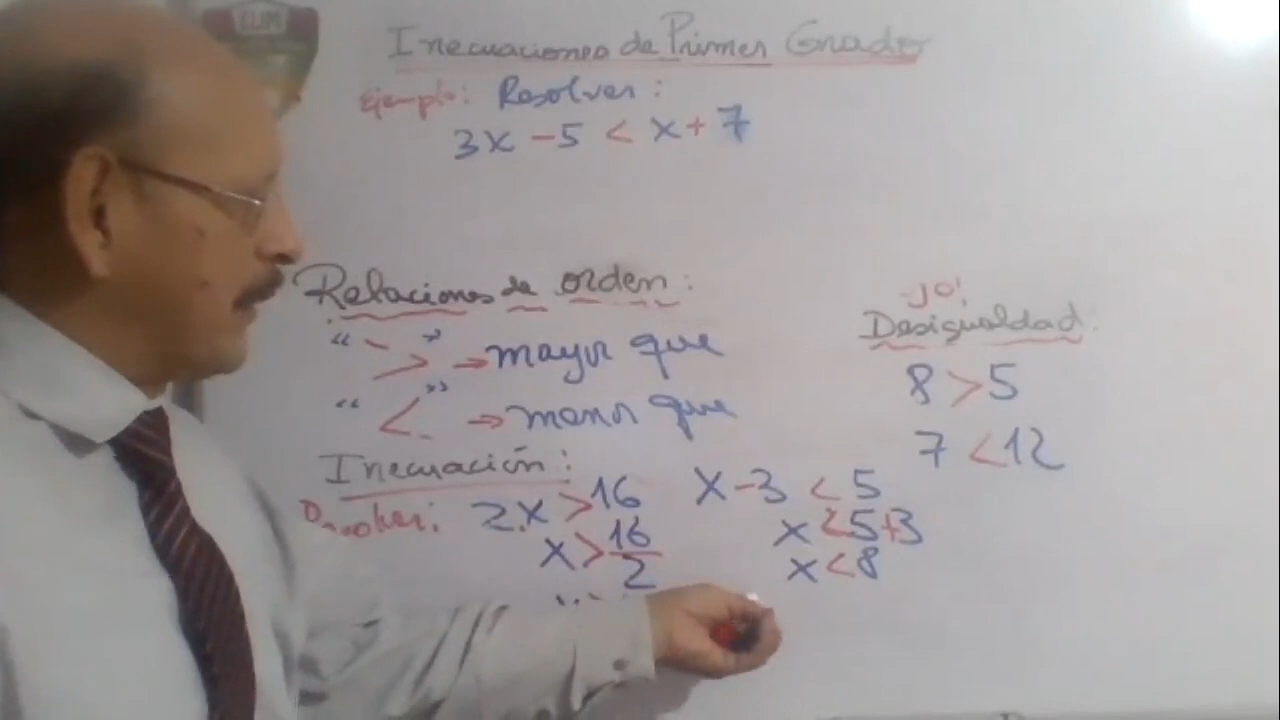 Inecuaciones de Primer Grado
Ejemplo: Resolver:
3x - 5 < x + 7
Relaciones de orden:
">" → mayor que
"<" → menor que
Desigualdad:
8 > 5
7 < 12
Inecuación:
Resolver: 2x > 16
x > 16/2
x - 3 < 5
x < 5 + 3
x < 8